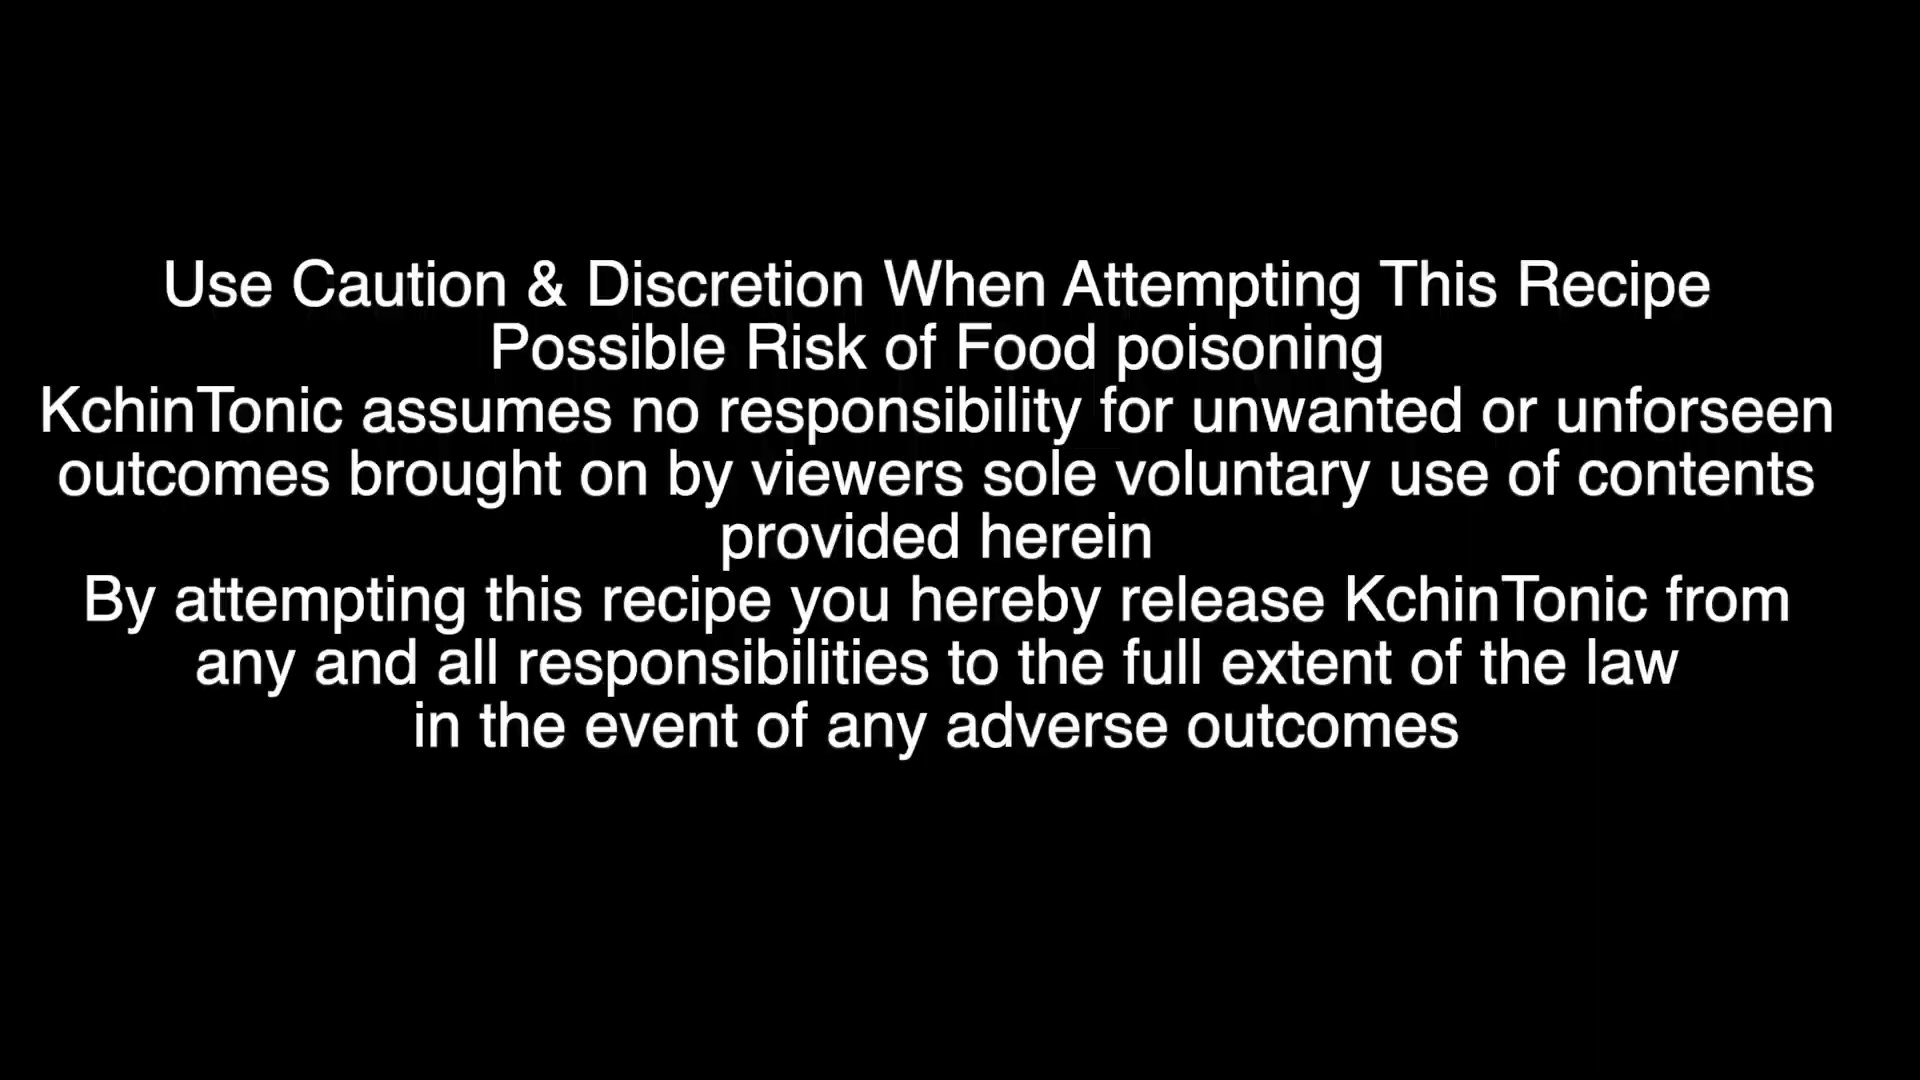 Use Caution & Discretion When Attempting This Recipe
Possible Risk of Food poisoning
KchinTonic assumes no responsibility for unwanted or unforseen
outcomes brought on by viewers sole voluntary use of contents
provided herein
By attempting this recipe you hereby release KchinTonic from
any and all responsibilities to the full extent of the law
in the event of any adverse outcomes